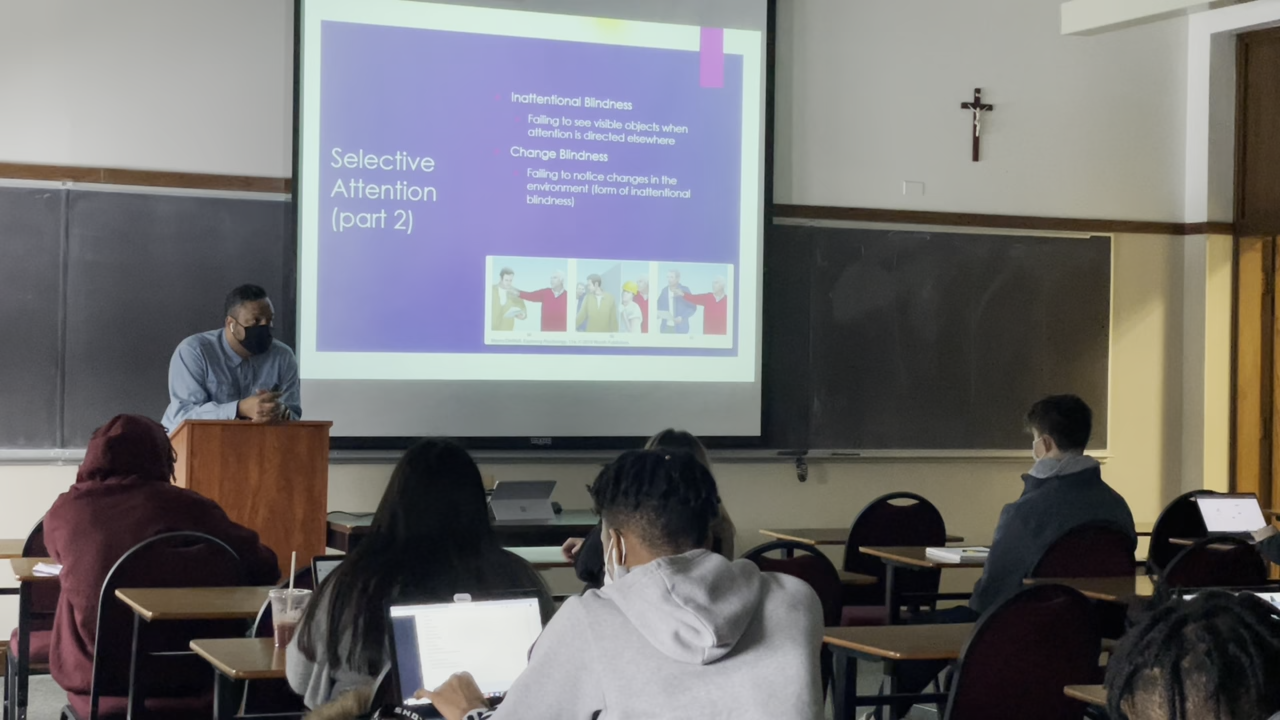 Selective
Attention
(part 2)
Inattentional Blindness
Failing to see visible objects when
attention is directed elsewhere
Change Blindness
Failing to notice changes in the
environment (form of inattentional
blindness)